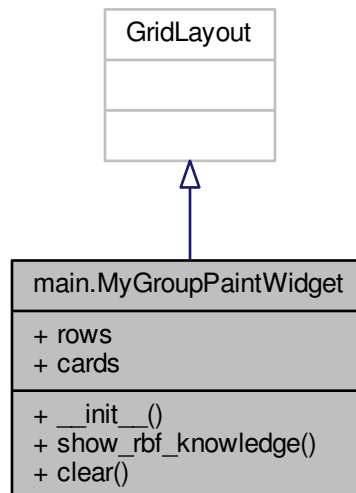 GridLayout
main.MyGroupPaintWidget
+ rows
+ cards
+ __init__()
+ show_rbf_knowledge()
+ clear()